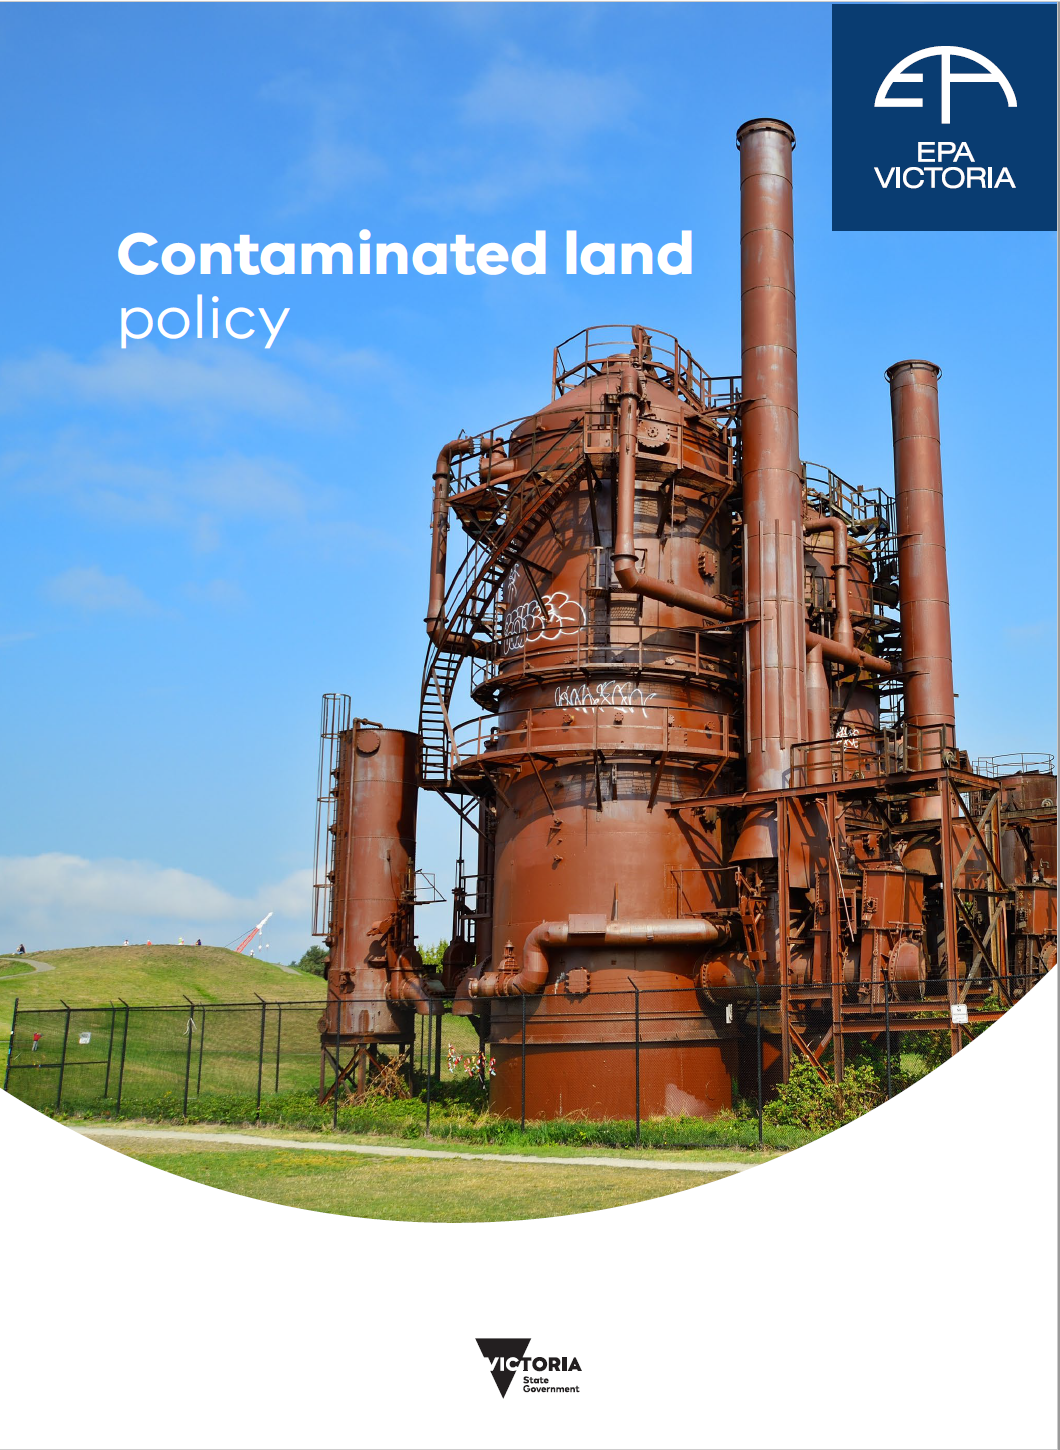 EPA
VICTORIA
Contaminated land
policy
VICTORIA
State
Government